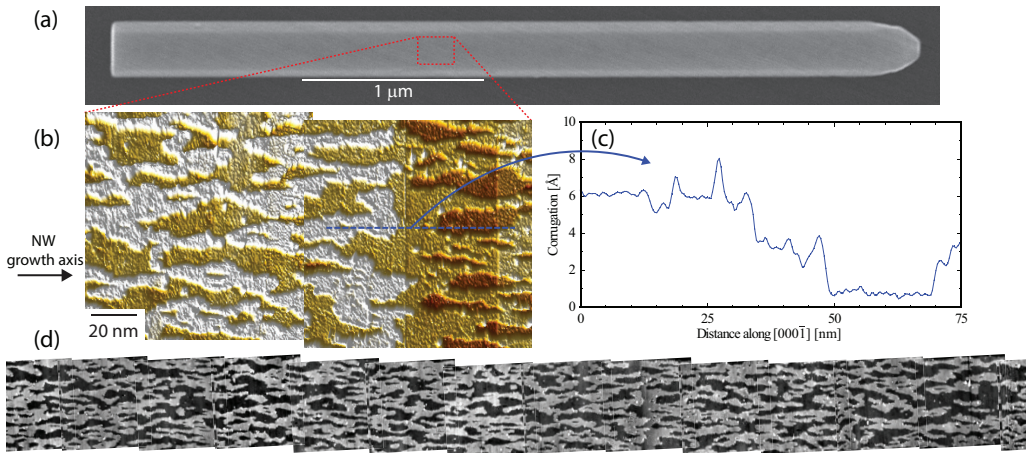 (a)
1 μm
(b)
NW
growth axis
20 nm
(c)
Corrugation [Å]
10
8
6
4
2
0
0
25
50
75
Distance along [0001̄] [nm]
(d)